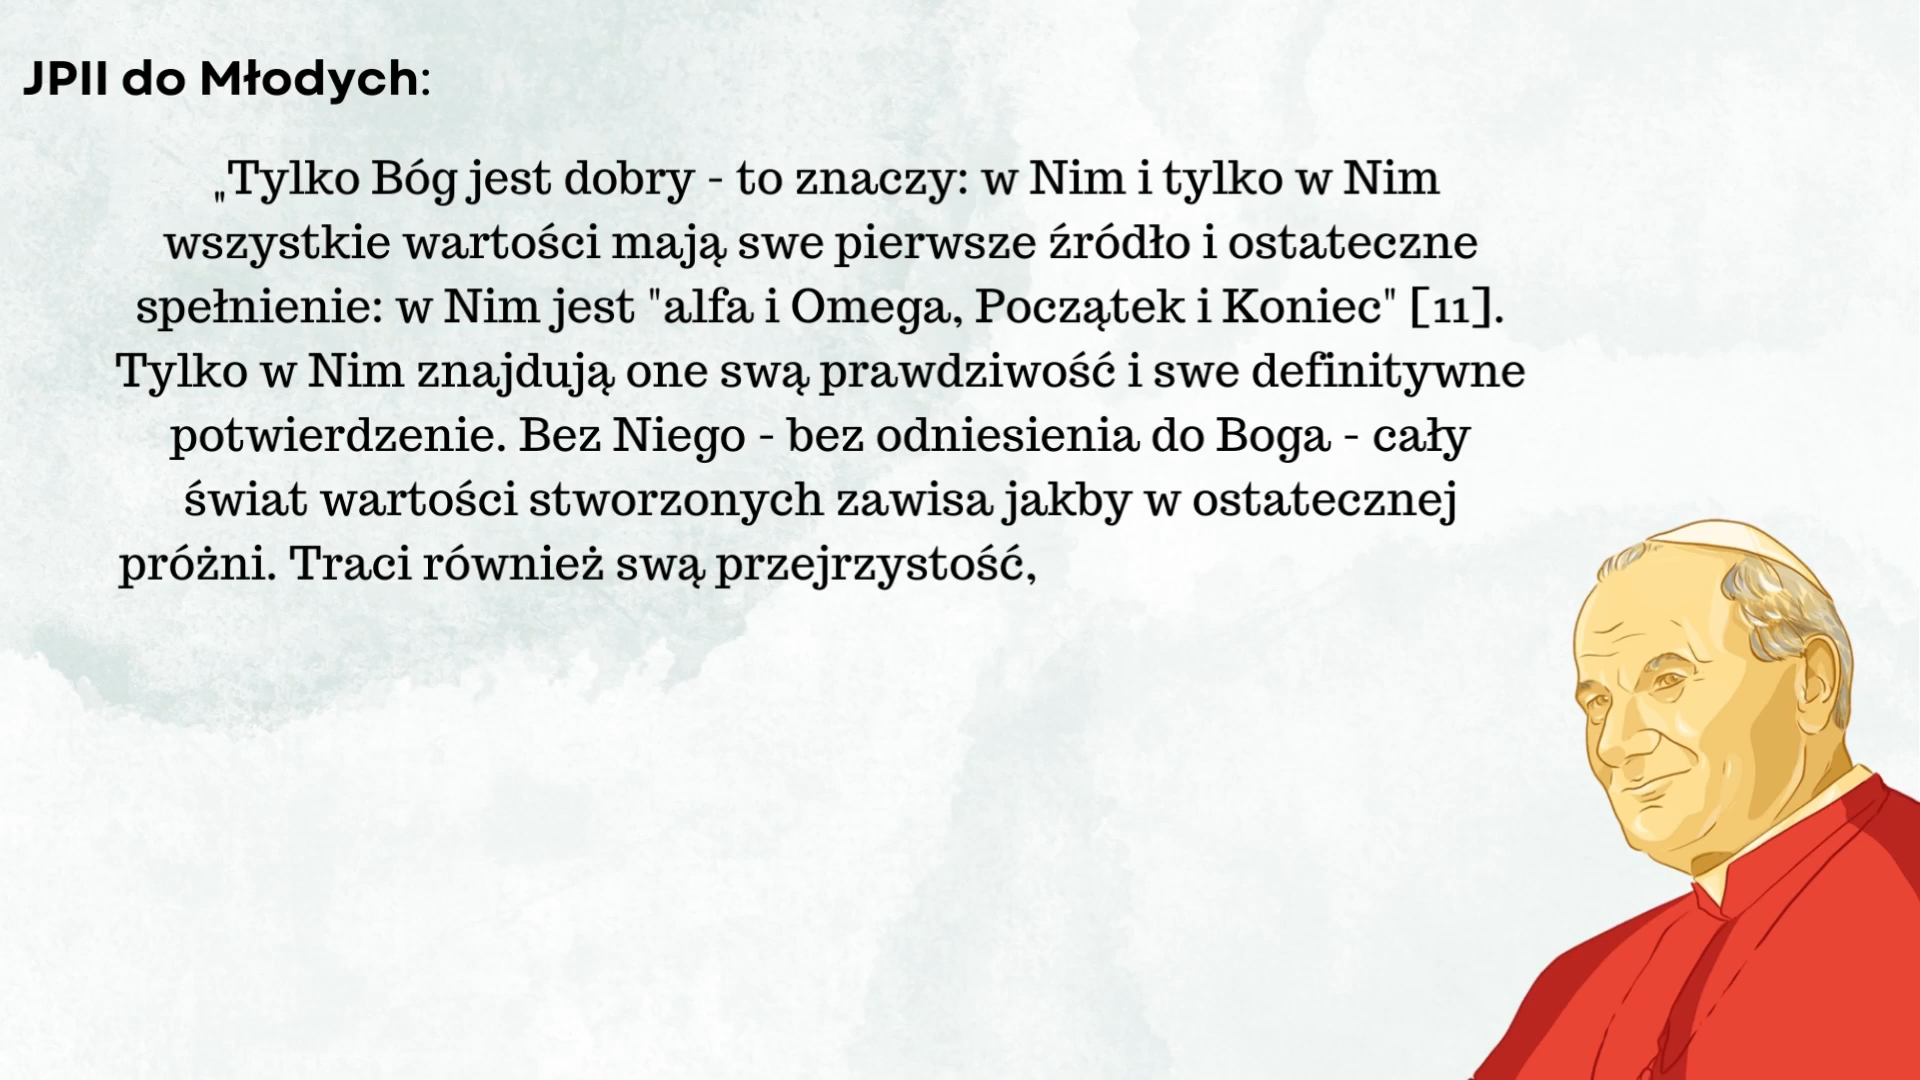 JPII do Młodych:
„Tylko Bóg jest dobry - to znaczy: w Nim i tylko w Nim
wszystkie wartości mają swe pierwsze źródło i ostateczne
spełnienie: w Nim jest "alfa i Omega, Początek i Koniec" [11].
Tylko w Nim znajdują one swą prawdziwość i swe definitywne
potwierdzenie. Bez Niego - bez odniesienia do Boga - cały
świat wartości stworzonych zawisa jakby w ostatecznej
próżni. Traci również swą przejrzystość,